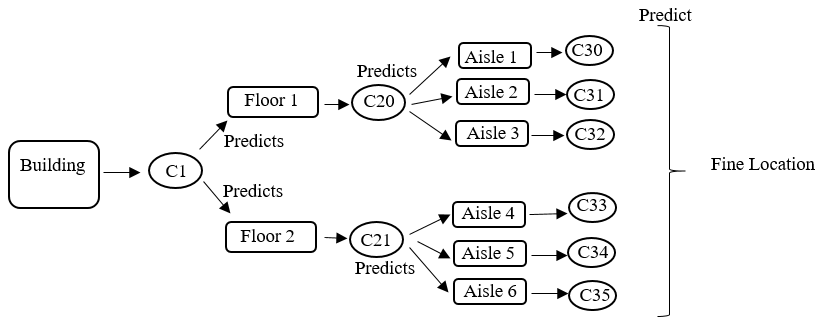 Predict
Building
C1
Predicts
Predicts
Floor 1
Floor 2
Predicts
C20
C21
Predicts
Aisle 1
C30
Aisle 2
C31
Aisle 3
C32
Aisle 4
C33
Aisle 5
C34
Aisle 6
C35
Fine Location